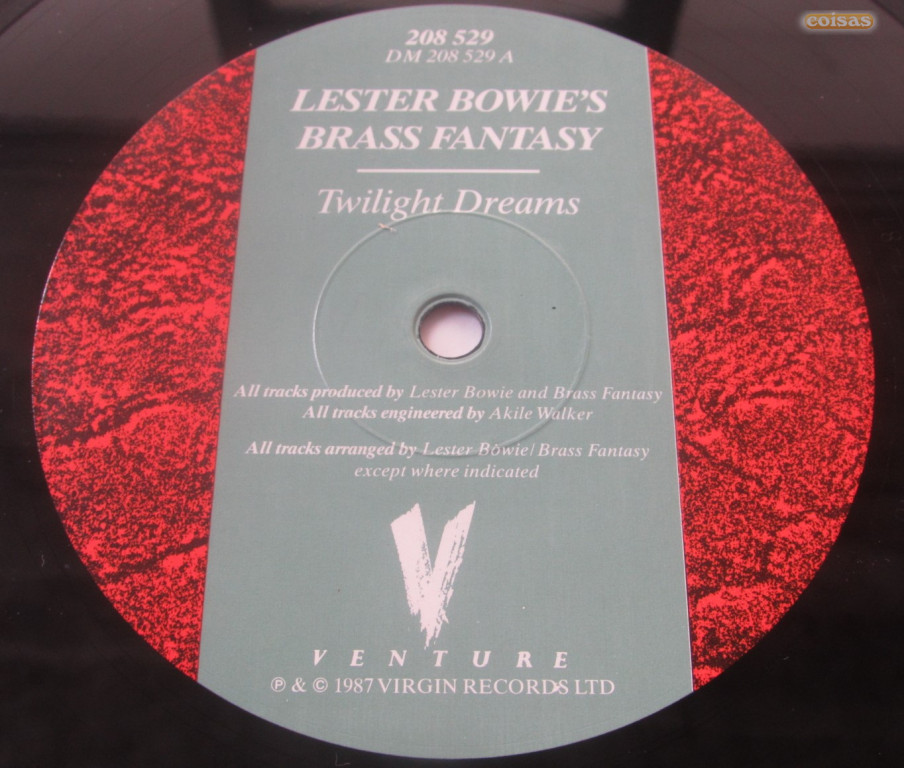 coisas
208 529
DM 208 529 A
LESTER BOWIE'S
BRASS FANTASY
Twilight Dreams
All tracks produced by Lester Bowie and Brass Fantasy
All tracks engineered by Akile Walker
All tracks arranged by Lester Bowie/Brass Fantasy
except where indicated
V
VENTURE
℗ & © 1987 VIRGIN RECORDS LTD